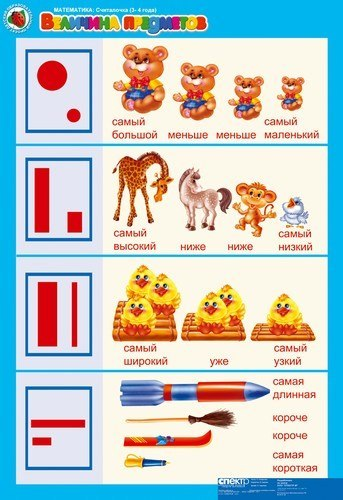 МАТЕМАТИКА: Считалочка (3- 4 года)
Величина предметов
самый большой
меньше
меньше
самый маленький
самый высокий
ниже
ниже
самый низкий
самый широкий
уже
самый узкий
самая длинная
короче
короче
самая короткая
спектр